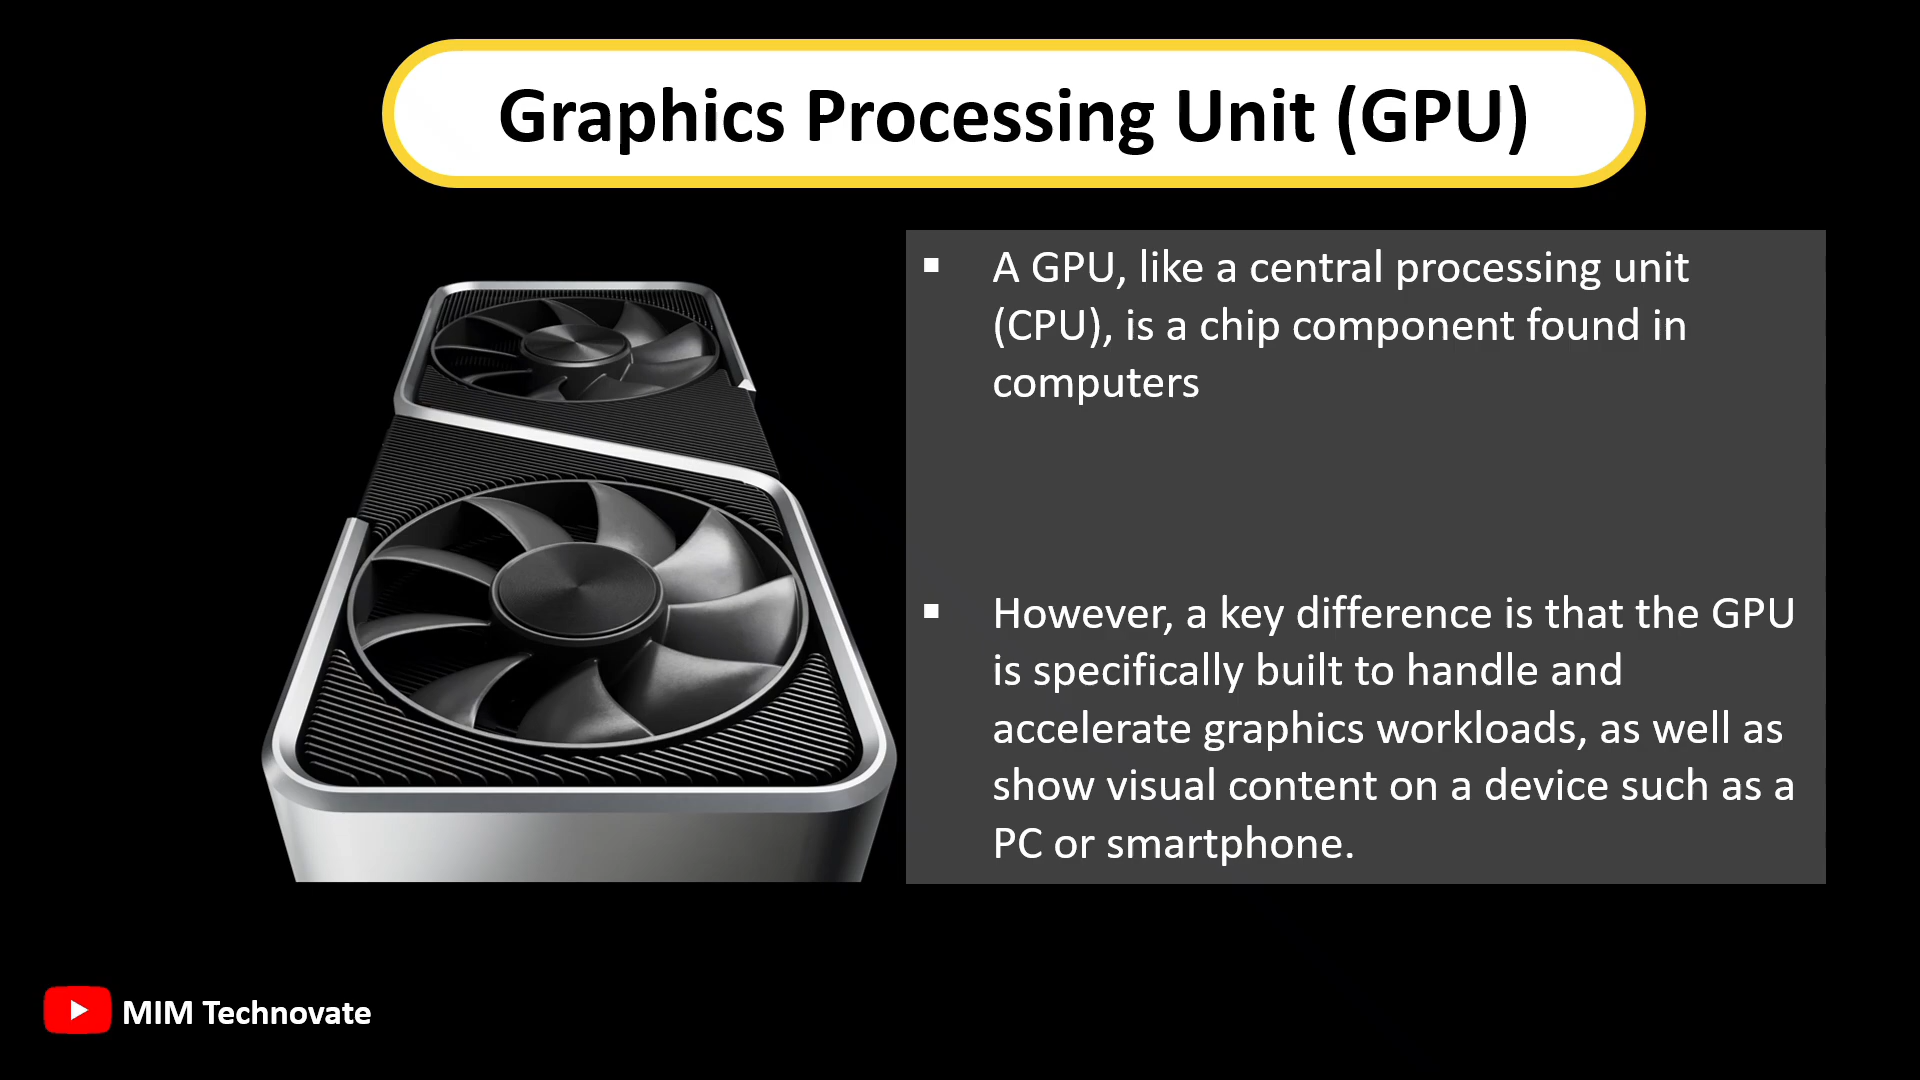 Graphics Processing Unit (GPU)
▪ A GPU, like a central processing unit
(CPU), is a chip component found in
computers
▪ However, a key difference is that the GPU
is specifically built to handle and
accelerate graphics workloads, as well as
show visual content on a device such as a
PC or smartphone.
MIM Technovate